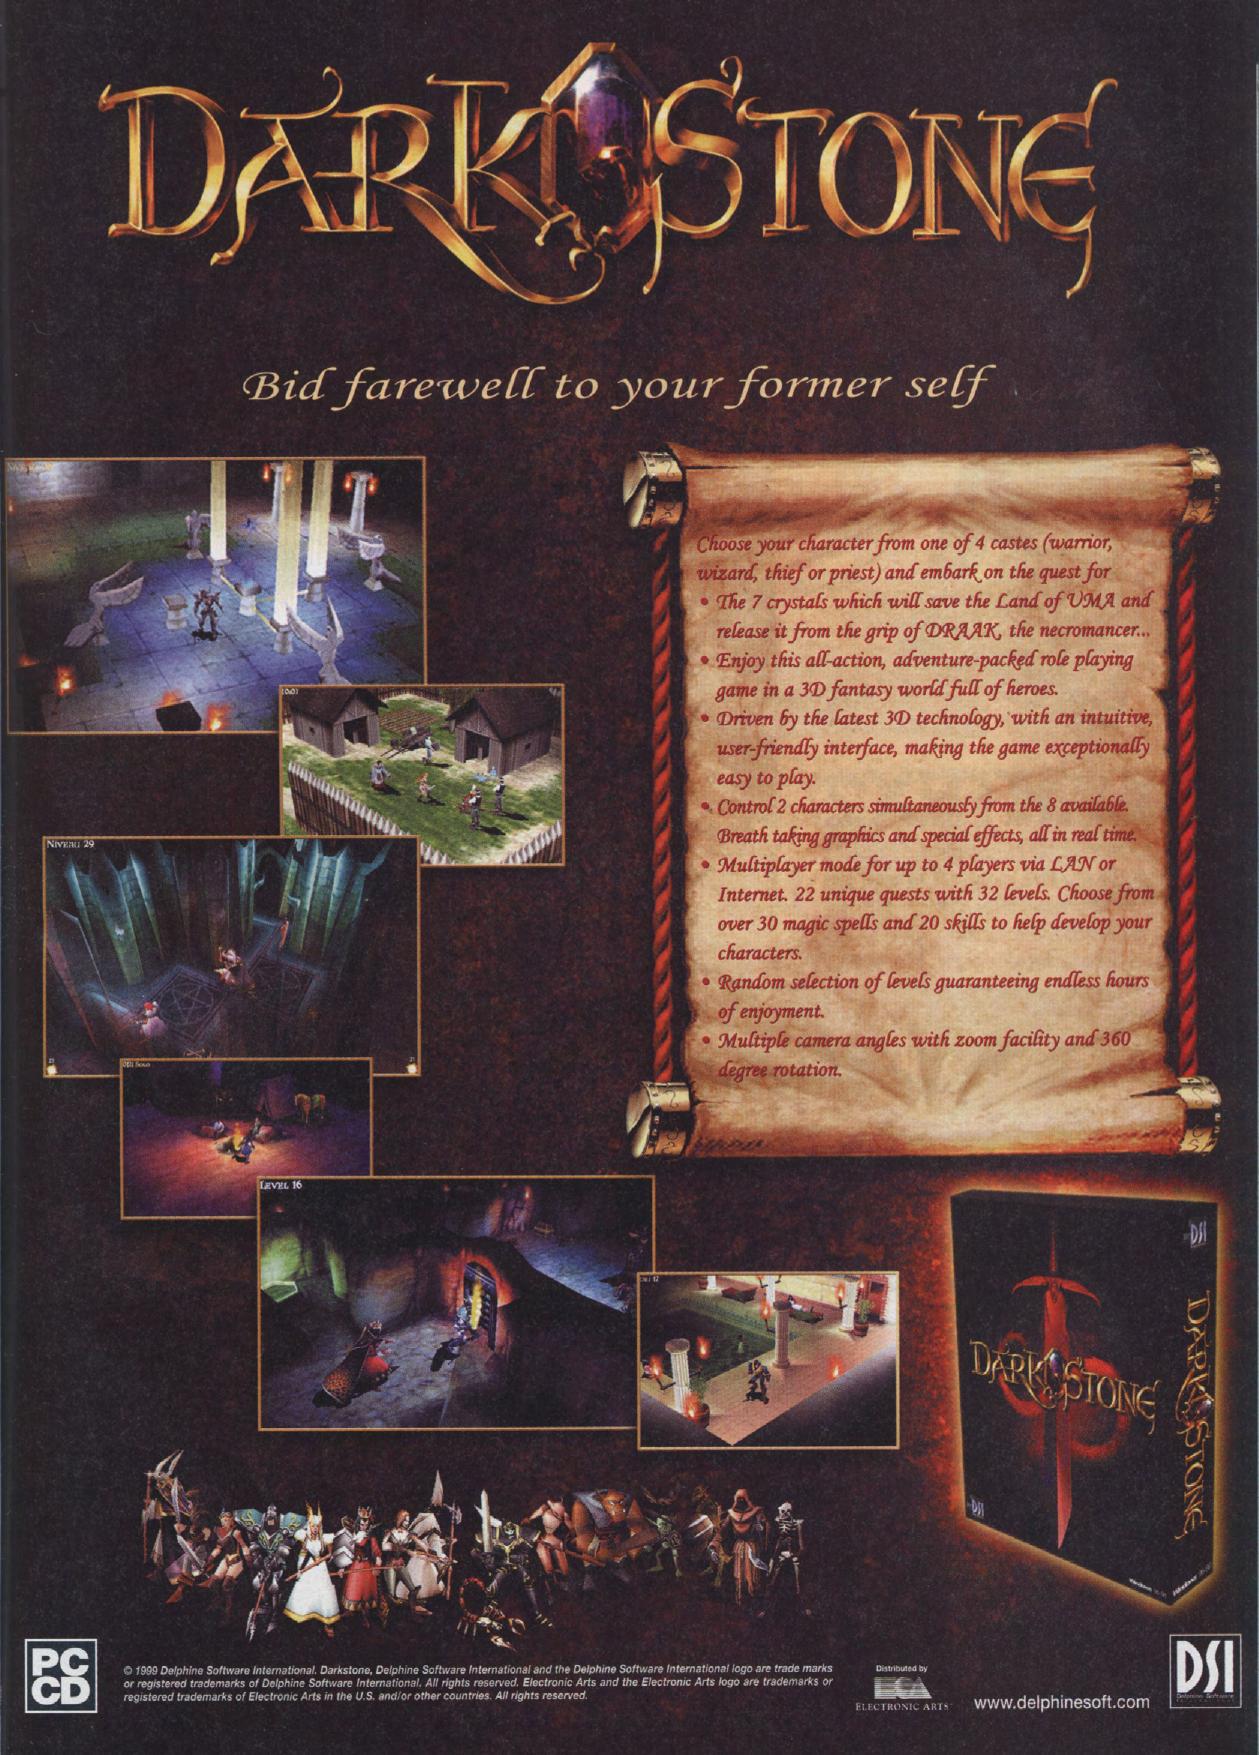 DARKSTONE
Bid farewell to your former self
Choose your character from one of 4 castes (warrior,
wizard, thief or priest) and embark on the quest for
• The 7 crystals which will save the Land of UMA and
release it from the grip of DRAAK, the necromancer...
• Enjoy this all-action, adventure-packed role playing
game in a 3D fantasy world full of heroes.
• Driven by the latest 3D technology, with an intuitive,
user-friendly interface, making the game exceptionally
easy to play.
• Control 2 characters simultaneously from the 8 available.
Breath taking graphics and special effects, all in real time.
• Multiplayer mode for up to 4 players via LAN or
Internet. 22 unique quests with 32 levels. Choose from
over 30 magic spells and 20 skills to help develop your
characters.
• Random selection of levels guaranteeing endless hours
of enjoyment.
• Multiple camera angles with zoom facility and 360
degree rotation.
NIVEAU 29
LEVEL 16
DSI
DARKSTONE
DARKSTONE
DSI
PC
CD
© 1999 Delphine Software International. Darkstone, Delphine Software International and the Delphine Software International logo are trade marks
or registered trademarks of Delphine Software International. All rights reserved. Electronic Arts and the Electronic Arts logo are trademarks or
registered trademarks of Electronic Arts in the U.S. and/or other countries. All rights reserved.
Distributed by
ELECTRONIC ARTS
www.delphinesoft.com
DSI
Delphine Software